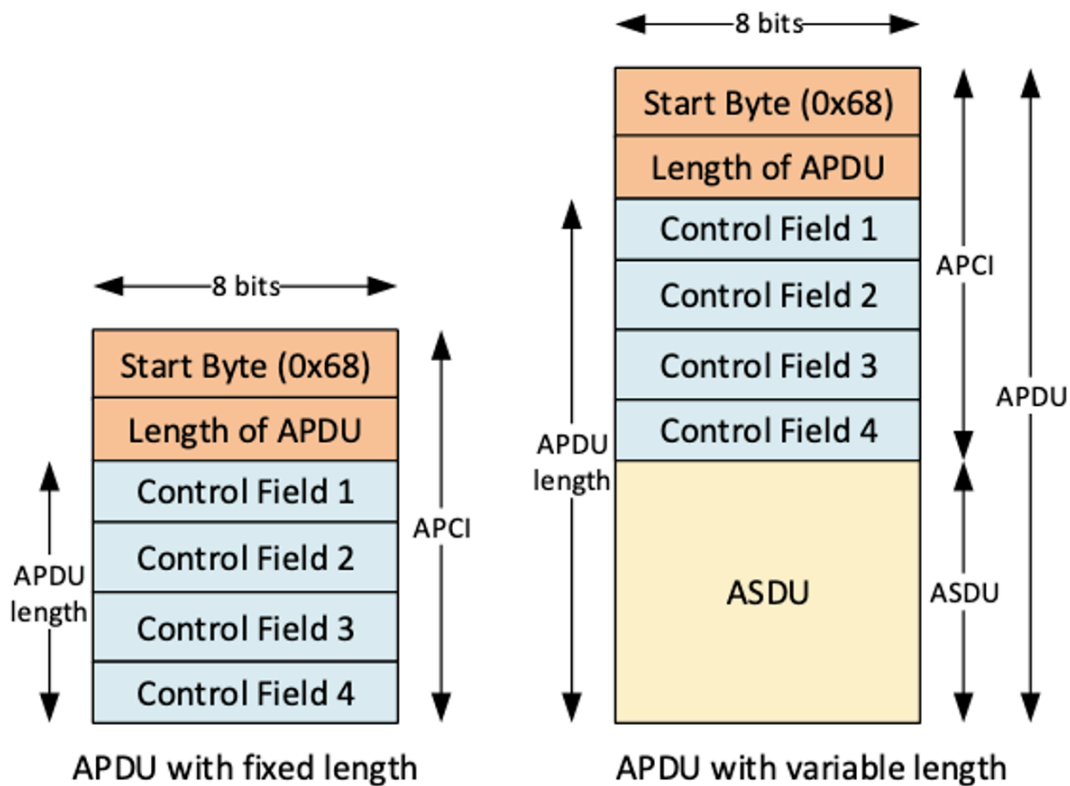 8 bits
Start Byte (0x68)
Length of APDU
Control Field 1
Control Field 2
Control Field 3
Control Field 4
APDU
length
APCI
APDU with fixed length
8 bits
Start Byte (0x68)
Length of APDU
Control Field 1
Control Field 2
Control Field 3
Control Field 4
ASDU
APDU
length
APCI
ASDU
APDU
APDU with variable length